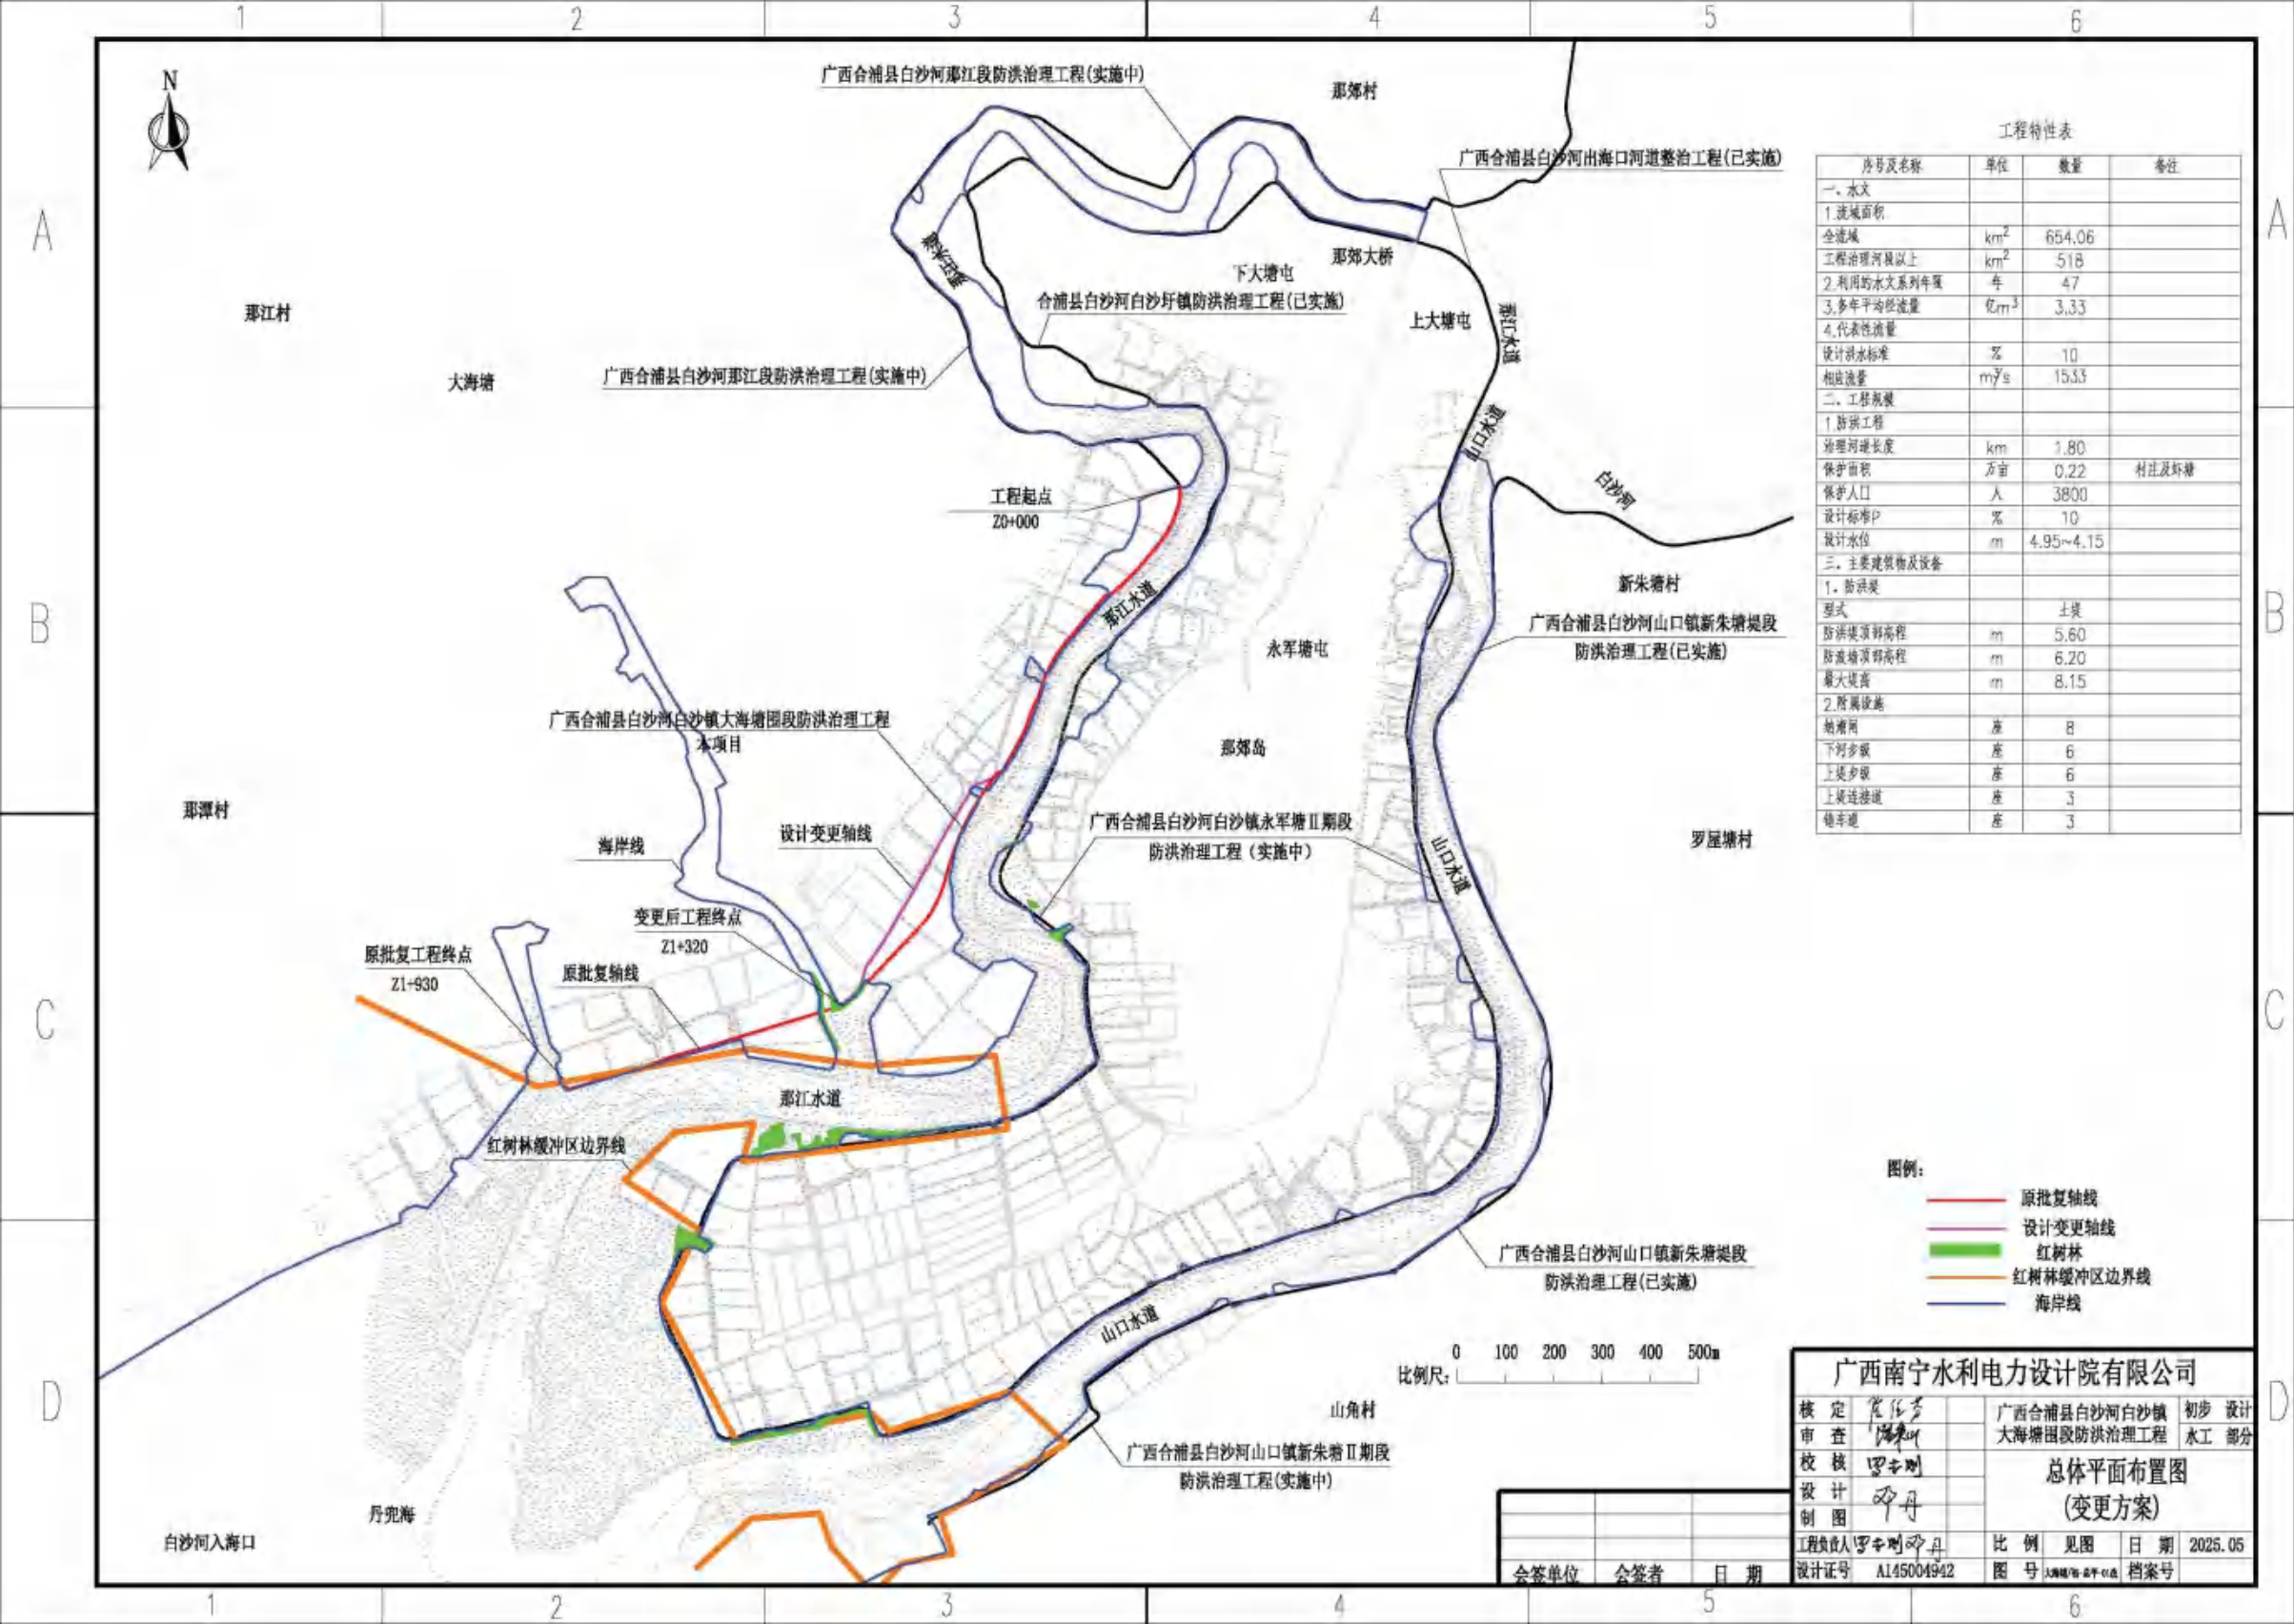 1 2 3 4 5 6
A
B
C
D
N
广西合浦县白沙河那江段防洪治理工程(实施中)
那郊村
广西合浦县白沙河出海口河道整治工程(已实施)
那江水道
下大塘屯
那郊大桥
合浦县白沙河白沙圩镇防洪治理工程(已实施)
上大塘屯
那江水道
那江村
大海塘
广西合浦县白沙河那江段防洪治理工程(实施中)
山口水道
白沙河
工程起点
Z0+000
那江水道
新朱塘村
广西合浦县白沙河山口镇新朱塘堤段
防洪治理工程(已实施)
永军塘屯
广西合浦县白沙河白沙镇大海塘围段防洪治理工程
本项目
那郊岛
那潭村
海岸线
设计变更轴线
广西合浦县白沙河白沙镇永军塘Ⅱ期段
防洪治理工程(实施中)
山口水道
罗屋塘村
变更后工程终点
Z1+320
原批复工程终点
Z1+930
原批复轴线
那江水道
红树林缓冲区边界线
广西合浦县白沙河山口镇新朱塘堤段
防洪治理工程(已实施)
山口水道
比例尺:
0 100 200 300 400 500m
山角村
广西合浦县白沙河山口镇新朱塘Ⅱ期段
防洪治理工程(实施中)
丹兜海
白沙河入海口
工程特性表
序号及名称 单位 数量 备注
一、水文
1.流域面积
全流域 km² 654.06
工程治理河段以上 km² 518
2.利用的水文系列年限 年 47
3.多年平均径流量 亿m³ 3.33
4.代表性流量
设计洪水标准 % 10
相应流量 m³/s 1533
二、工程规模
1.防洪工程
治理河道长度 km 1.80
保护面积 万亩 0.22 村庄及虾塘
保护人口 人 3800
设计标准P % 10
设计水位 m 4.95~4.15
三、主要建筑物及设备
1、防洪堤
型式 土堤
防洪堤顶部高程 m 5.60
防浪墙顶部高程 m 6.20
最大堤高 m 8.15
2.附属设施
纳潮闸 座 8
下河步级 座 6
上堤步级 座 6
上堤连接道 座 3
错车道 座 3
图例:
原批复轴线
设计变更轴线
红树林
红树林缓冲区边界线
海岸线
广西南宁水利电力设计院有限公司
核定
审查
校核
设计
制图
工程负责人
设计证号 A145004942
广西合浦县白沙河白沙镇
大海塘围段防洪治理工程
初步 设计
水工 部分
总体平面布置图
(变更方案)
比例 见图 日期 2025.05
图号 档案号
会签单位 会签者 日期
1 2 3 4 5 6
A
B
C
D